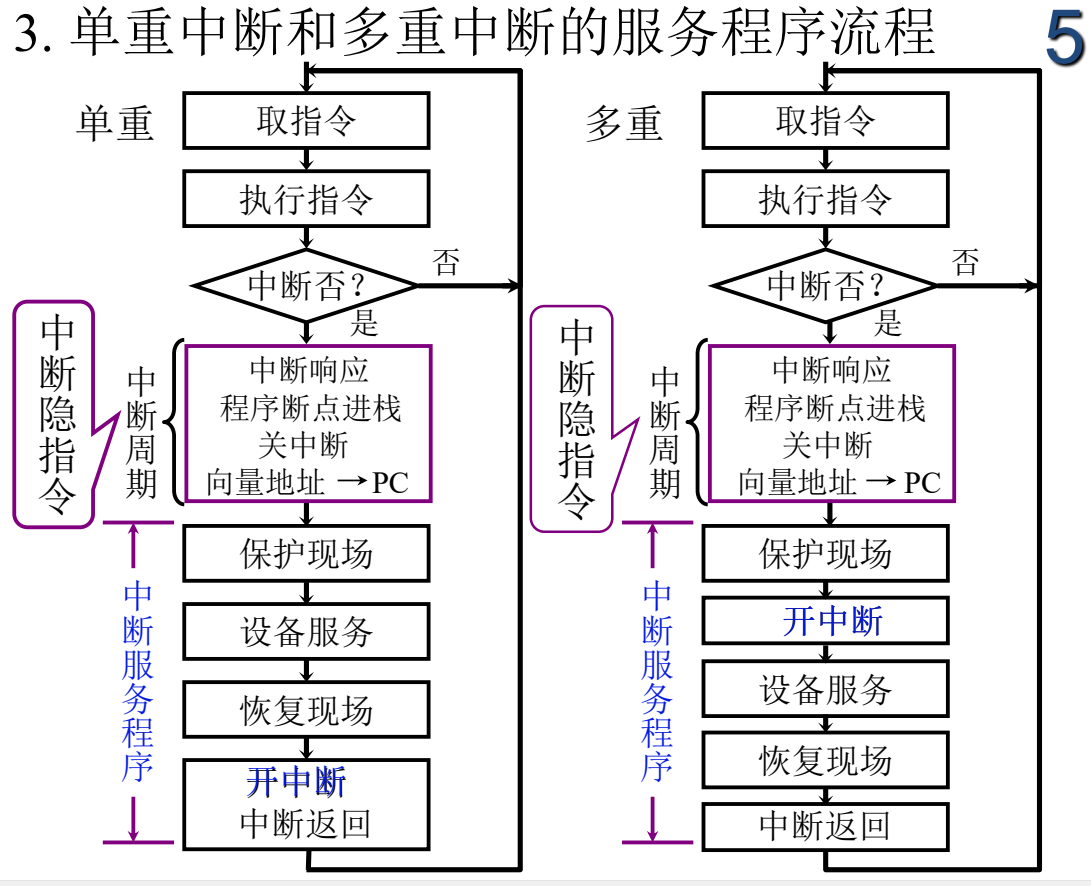 3. 单重中断和多重中断的服务程序流程
5
单重
取指令
执行指令
中断否？
否
是
中断隐指令
中断周期
中断响应
程序断点进栈
关中断
向量地址 → PC
中断服务程序
保护现场
设备服务
恢复现场
开中断
中断返回
多重
取指令
执行指令
中断否？
否
是
中断隐指令
中断周期
中断响应
程序断点进栈
关中断
向量地址 → PC
中断服务程序
保护现场
开中断
设备服务
恢复现场
中断返回